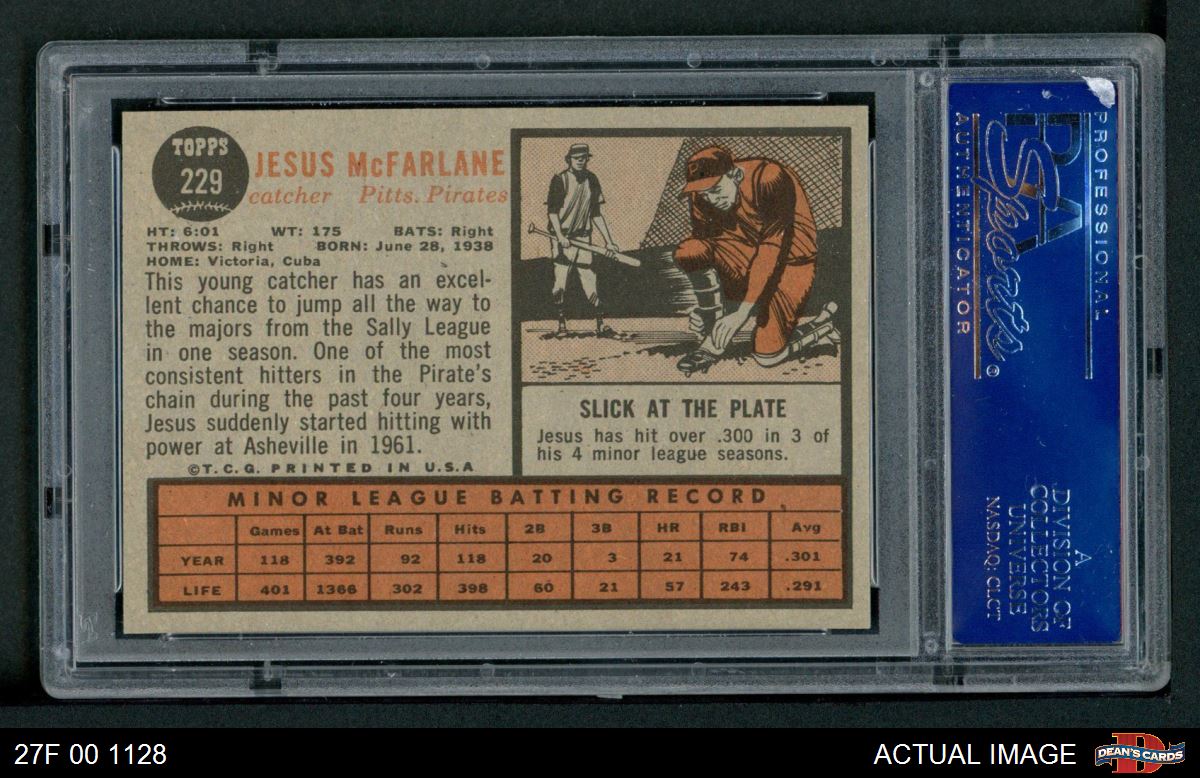 TOPPS
229
JESUS McFARLANE
catcher Pitts. Pirates
HT: 6:01 WT: 175 BATS: Right
THROWS: Right BORN: June 28, 1938
HOME: Victoria, Cuba
This young catcher has an excel-
lent chance to jump all the way to
the majors from the Sally League
in one season. One of the most
consistent hitters in the Pirate's
chain during the past four years,
Jesus suddenly started hitting with
power at Asheville in 1961.
©T.C.G. PRINTED IN U.S.A
SLICK AT THE PLATE
Jesus has hit over .300 in 3 of
his 4 minor league seasons.
MINOR LEAGUE BATTING RECORD
Games At Bat Runs Hits 2B 3B HR RBI Avg
YEAR 118 392 92 118 20 3 21 74 .301
LIFE 401 1366 302 398 60 21 57 243 .291
PROFESSIONAL
PSA
Sports®
AUTHENTICATOR
A
DIVISION OF
COLLECTORS
UNIVERSE
NASDAQ: CLCT
27F 00 1128
ACTUAL IMAGE
DEAN'S CARDS